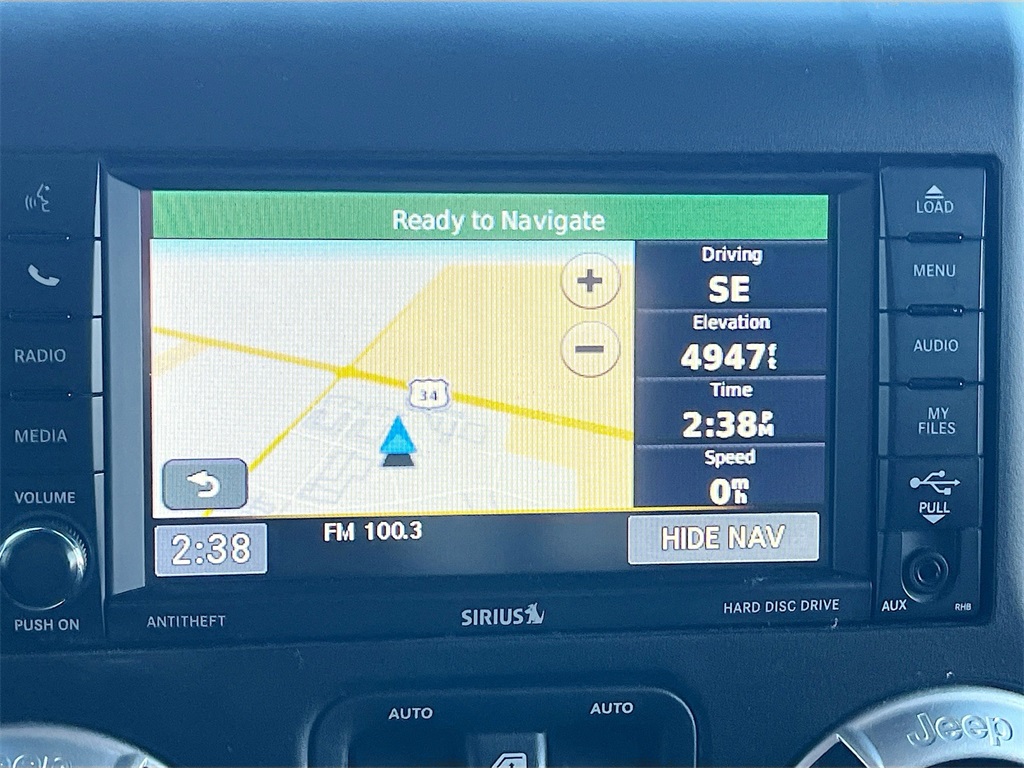 LOAD
MENU
AUDIO
MY
FILES
PULL
AUX
RHB
RADIO
MEDIA
VOLUME
PUSH ON
Ready to Navigate
+
−
34
Driving
SE
Elevation
4947ft
Time
2:38PM
Speed
0mh
2:38
FM 100.3
HIDE NAV
ANTITHEFT
SIRIUS
HARD DISC DRIVE
AUTO
AUTO
Jeep